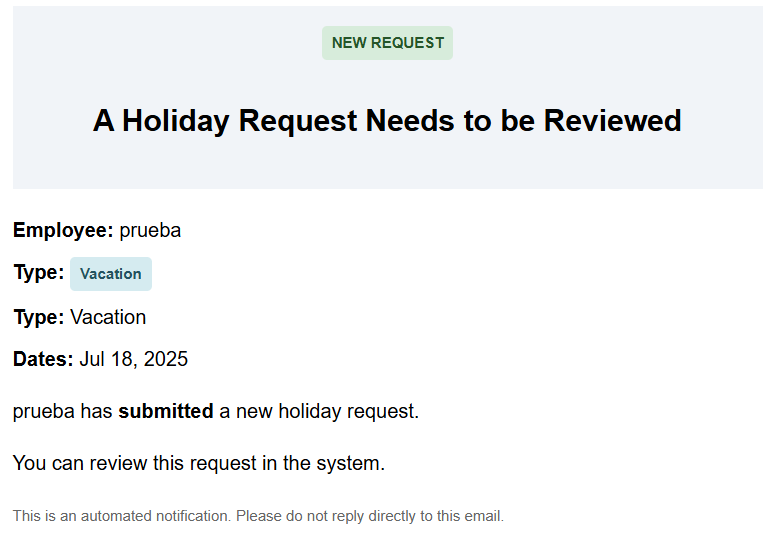 NEW REQUEST
A Holiday Request Needs to be Reviewed
Employee: prueba
Type: Vacation
Type: Vacation
Dates: Jul 18, 2025
prueba has submitted a new holiday request.
You can review this request in the system.
This is an automated notification. Please do not reply directly to this email.